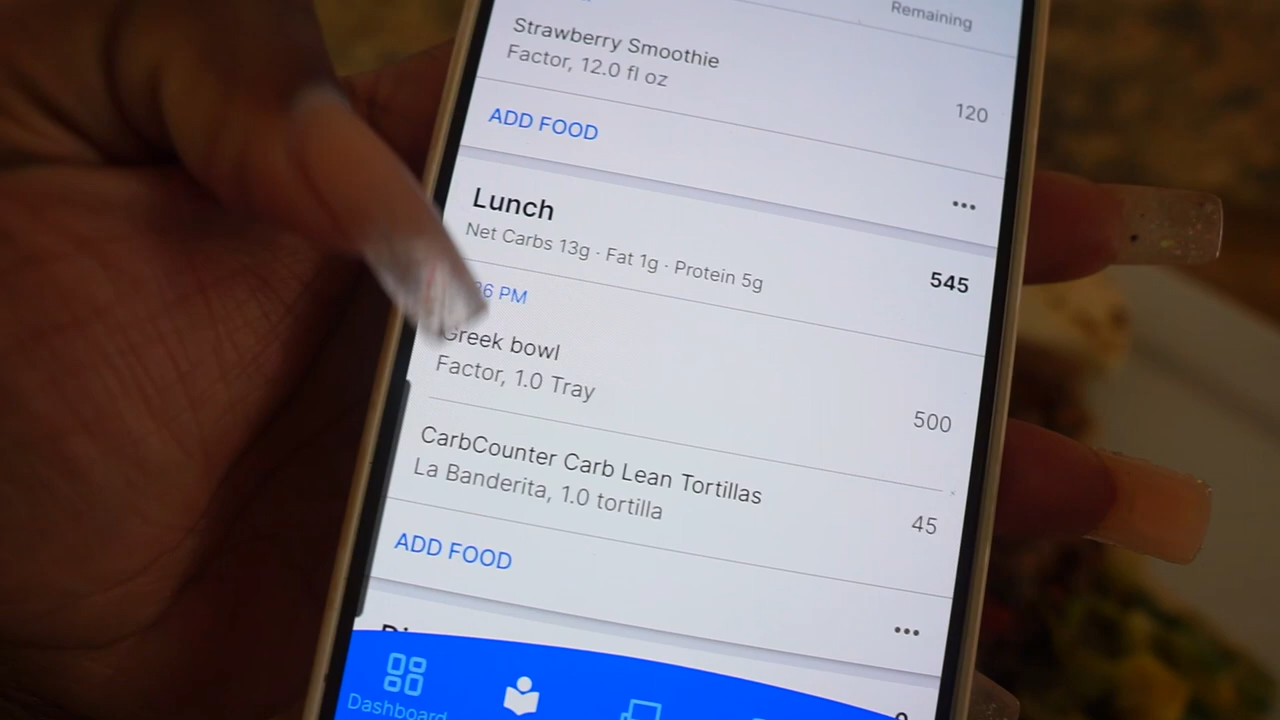 Remaining
Strawberry Smoothie
Factor, 12.0 fl oz
120
ADD FOOD
Lunch
Net Carbs 13g · Fat 1g · Protein 5g
545
PM
Greek bowl
Factor, 1.0 Tray
500
CarbCounter Carb Lean Tortillas
La Banderita, 1.0 tortilla
45
ADD FOOD
Dashboard